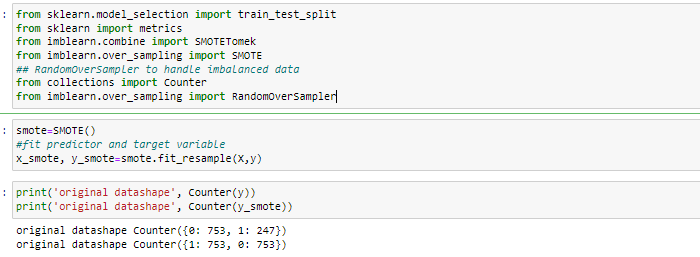 : from sklearn.model_selection import train_test_split
from sklearn import metrics
from imblearn.combine import SMOTETomek
from imblearn.over_sampling import SMOTE
## RandomOverSampler to handle imbalanced data
from collections import Counter
from imblearn.over_sampling import RandomOverSampler
: smote=SMOTE()
#fit predictor and target variable
x_smote, y_smote=smote.fit_resample(X,y)
: print('original datashape', Counter(y))
print('original datashape', Counter(y_smote))
original datashape Counter({0: 753, 1: 247})
original datashape Counter({1: 753, 0: 753})